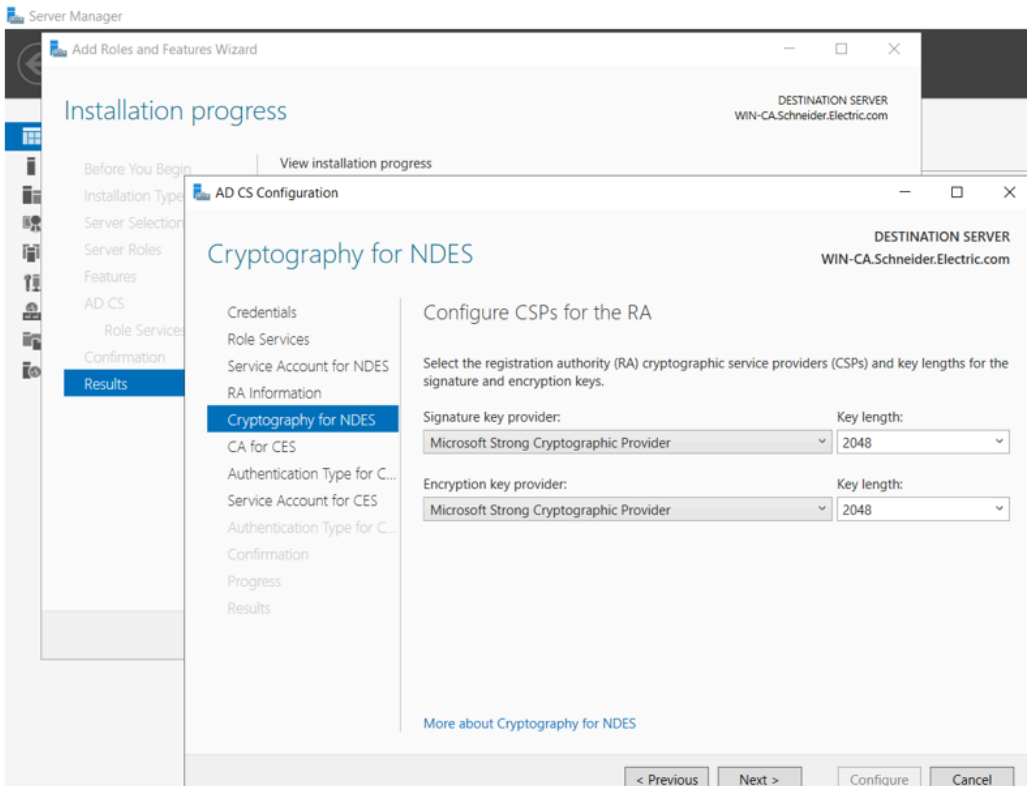 Server Manager
Add Roles and Features Wizard
Installation progress
DESTINATION SERVER
WIN-CA.Schneider.Electric.com
Before You Begin
Installation Type
Server Selection
Server Roles
Features
AD CS
Role Services
Confirmation
Results
View installation progress
AD CS Configuration
Cryptography for NDES
DESTINATION SERVER
WIN-CA.Schneider.Electric.com
Credentials
Role Services
Service Account for NDES
RA Information
Cryptography for NDES
CA for CES
Authentication Type for C...
Service Account for CES
Authentication Type for C...
Confirmation
Progress
Results
Configure CSPs for the RA
Select the registration authority (RA) cryptographic service providers (CSPs) and key lengths for the
signature and encryption keys.
Signature key provider:
Key length:
Microsoft Strong Cryptographic Provider
2048
Encryption key provider:
Key length:
Microsoft Strong Cryptographic Provider
2048
More about Cryptography for NDES
< Previous
Next >
Configure
Cancel